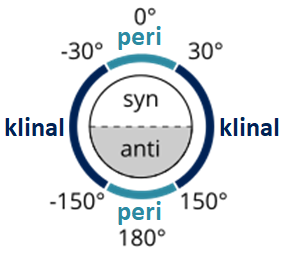 0°
peri
-30° 30°
syn
klinal klinal
anti
-150° 150°
peri
180°